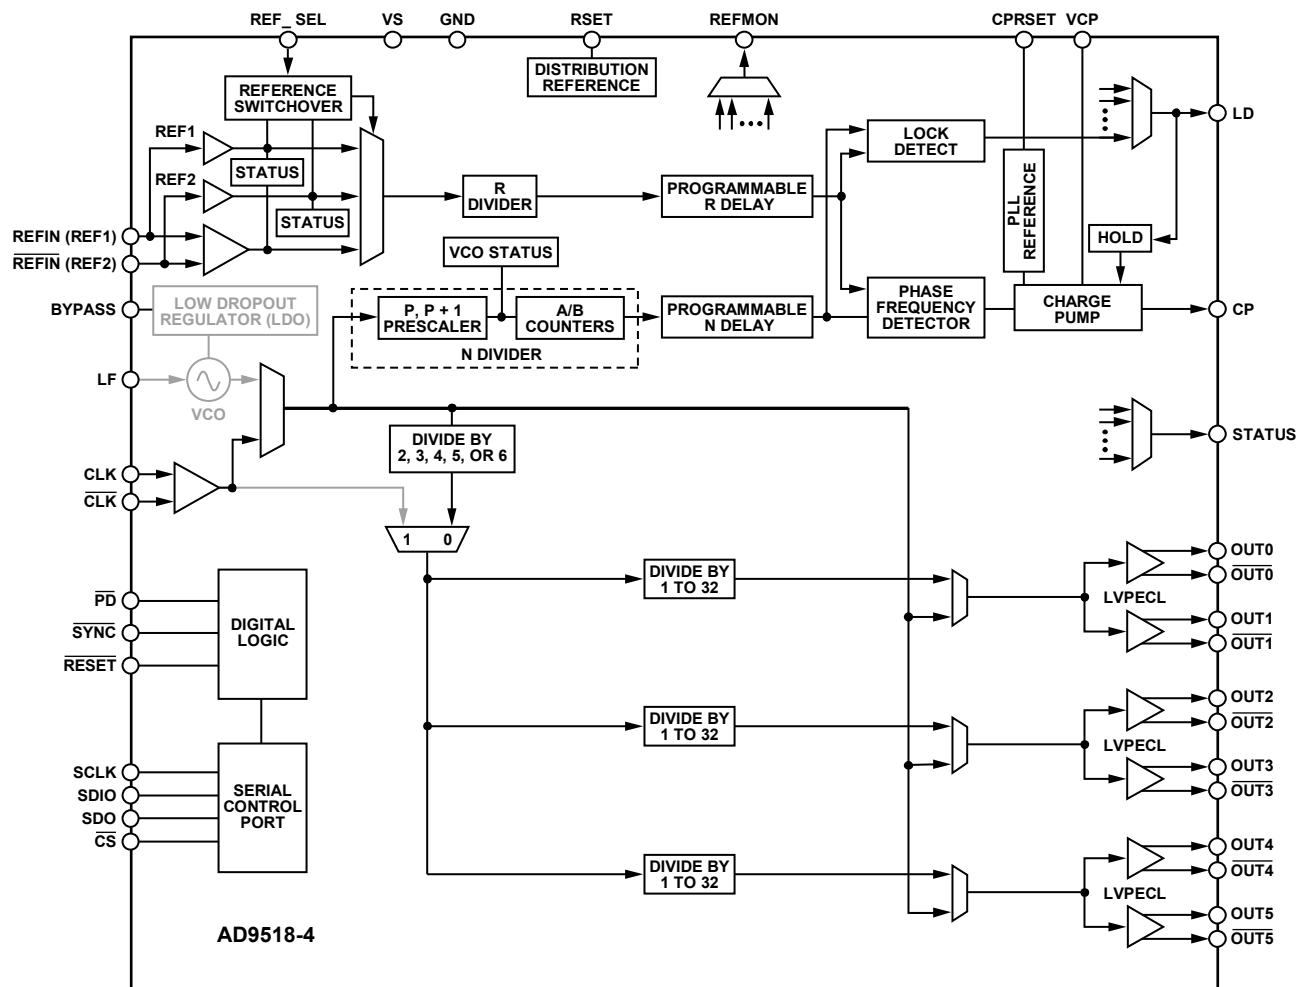 REF_ SEL
VS
GND
RSET
REFMON
CPRSET
VCP
REFERENCE
SWITCHOVER
DISTRIBUTION
REFERENCE
LD
REF1
STATUS
REF2
STATUS
R
DIVIDER
PROGRAMMABLE
R DELAY
LOCK
DETECT
PLL
REFERENCE
HOLD
REFIN (REF1)
REFIN (REF2)
VCO STATUS
BYPASS
LOW DROPOUT
REGULATOR (LDO)
P, P + 1
PRESCALER
A/B
COUNTERS
N DIVIDER
PROGRAMMABLE
N DELAY
PHASE
FREQUENCY
DETECTOR
CHARGE
PUMP
CP
LF
VCO
STATUS
DIVIDE BY
2, 3, 4, 5, OR 6
CLK
CLK
1 0
DIVIDE BY
1 TO 32
LVPECL
OUT0
OUT0
OUT1
OUT1
PD
SYNC
RESET
DIGITAL
LOGIC
DIVIDE BY
1 TO 32
LVPECL
OUT2
OUT2
OUT3
OUT3
SCLK
SDIO
SDO
CS
SERIAL
CONTROL
PORT
DIVIDE BY
1 TO 32
LVPECL
OUT4
OUT4
OUT5
OUT5
AD9518-4